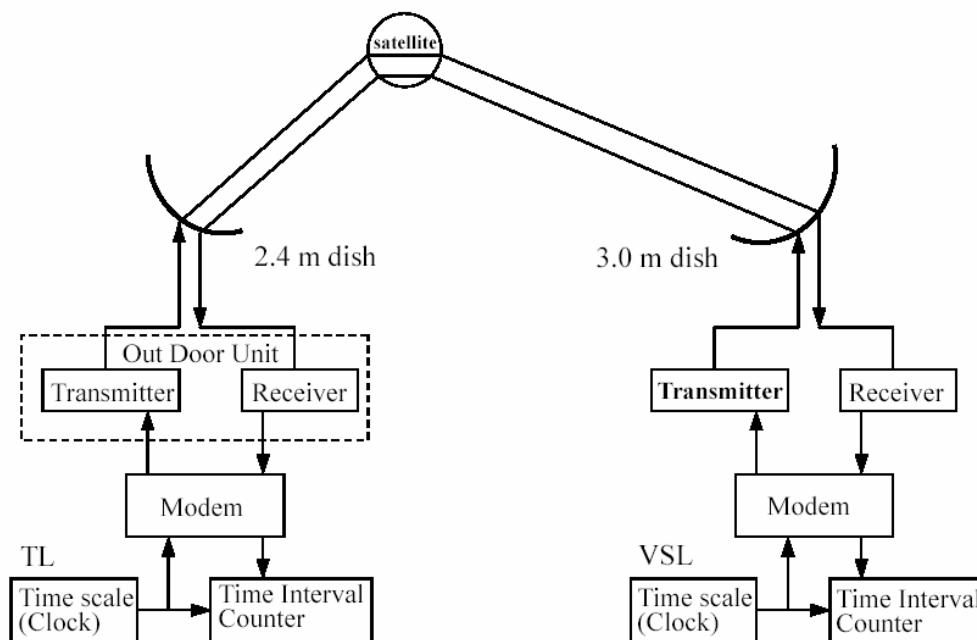 satellite
2.4 m dish
3.0 m dish
Out Door Unit
Transmitter
Receiver
Transmitter
Receiver
Modem
Modem
TL
VSL
Time scale
(Clock)
Time Interval
Counter
Time scale
(Clock)
Time Interval
Counter